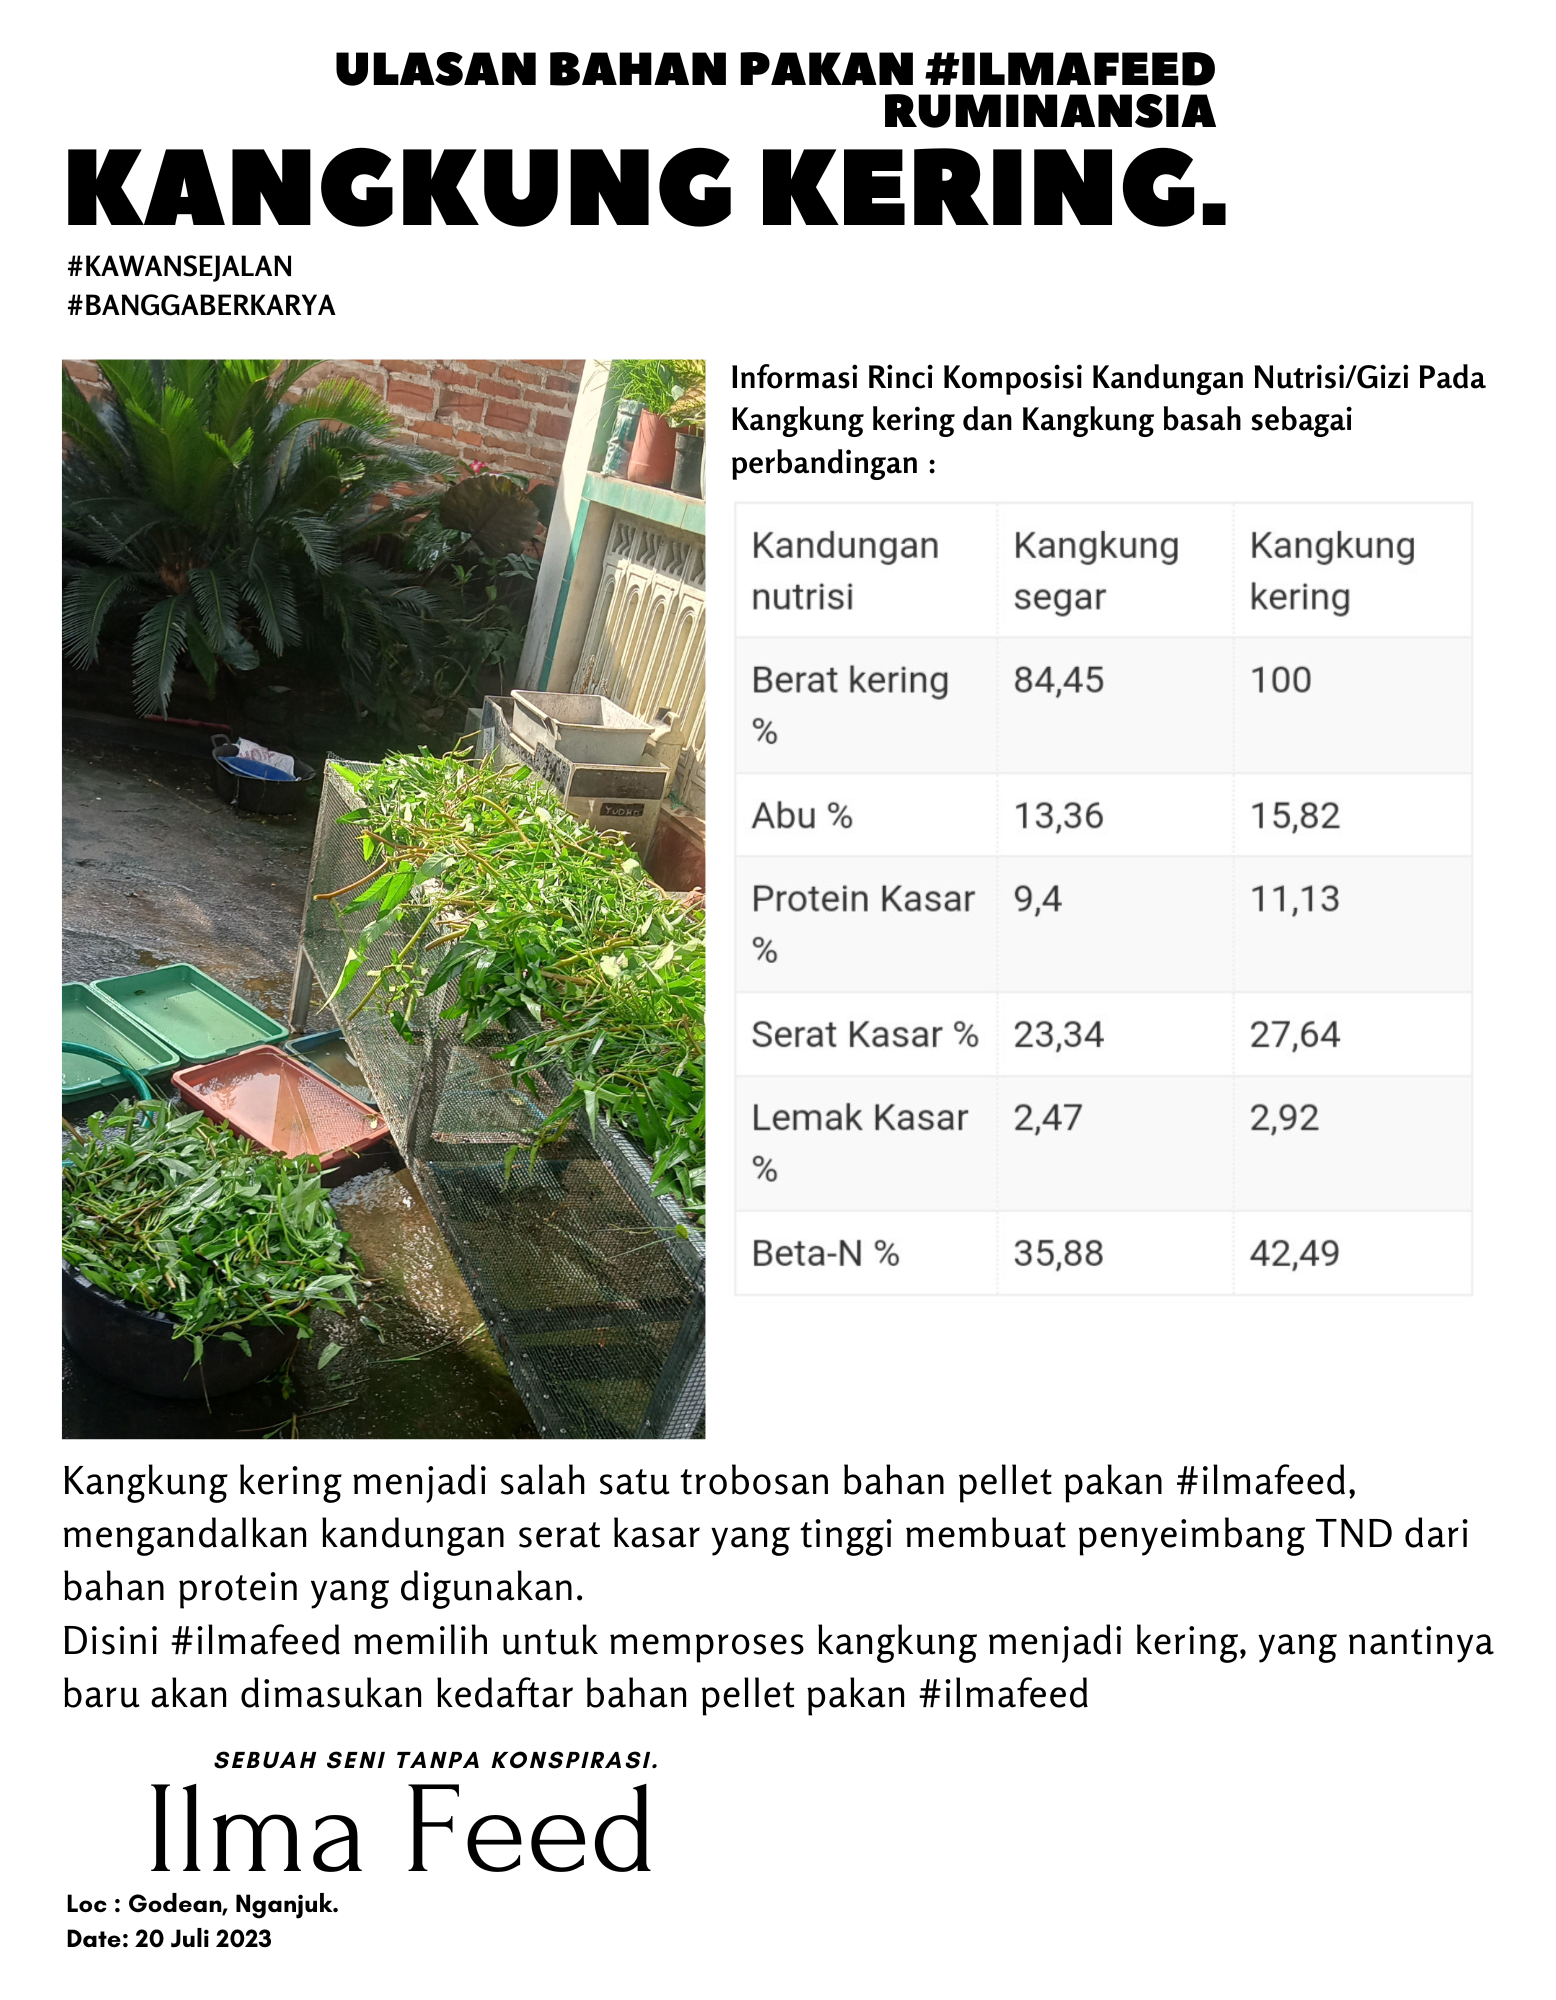 ULASAN BAHAN PAKAN #ILMAFEED
RUMINANSIA
KANGKUNG KERING.
#KAWANSEJALAN
#BANGGABERKARYA
YUDHO
Informasi Rinci Komposisi Kandungan Nutrisi/Gizi Pada
Kangkung kering dan Kangkung basah sebagai
perbandingan :
Kandungan nutrisi Kangkung segar Kangkung kering
Berat kering % 84,45 100
Abu % 13,36 15,82
Protein Kasar % 9,4 11,13
Serat Kasar % 23,34 27,64
Lemak Kasar % 2,47 2,92
Beta-N % 35,88 42,49
Kangkung kering menjadi salah satu trobosan bahan pellet pakan #ilmafeed,
mengandalkan kandungan serat kasar yang tinggi membuat penyeimbang TND dari
bahan protein yang digunakan.
Disini #ilmafeed memilih untuk memproses kangkung menjadi kering, yang nantinya
baru akan dimasukan kedaftar bahan pellet pakan #ilmafeed
SEBUAH SENI TANPA KONSPIRASI.
Ilma Feed
Loc : Godean, Nganjuk.
Date: 20 Juli 2023